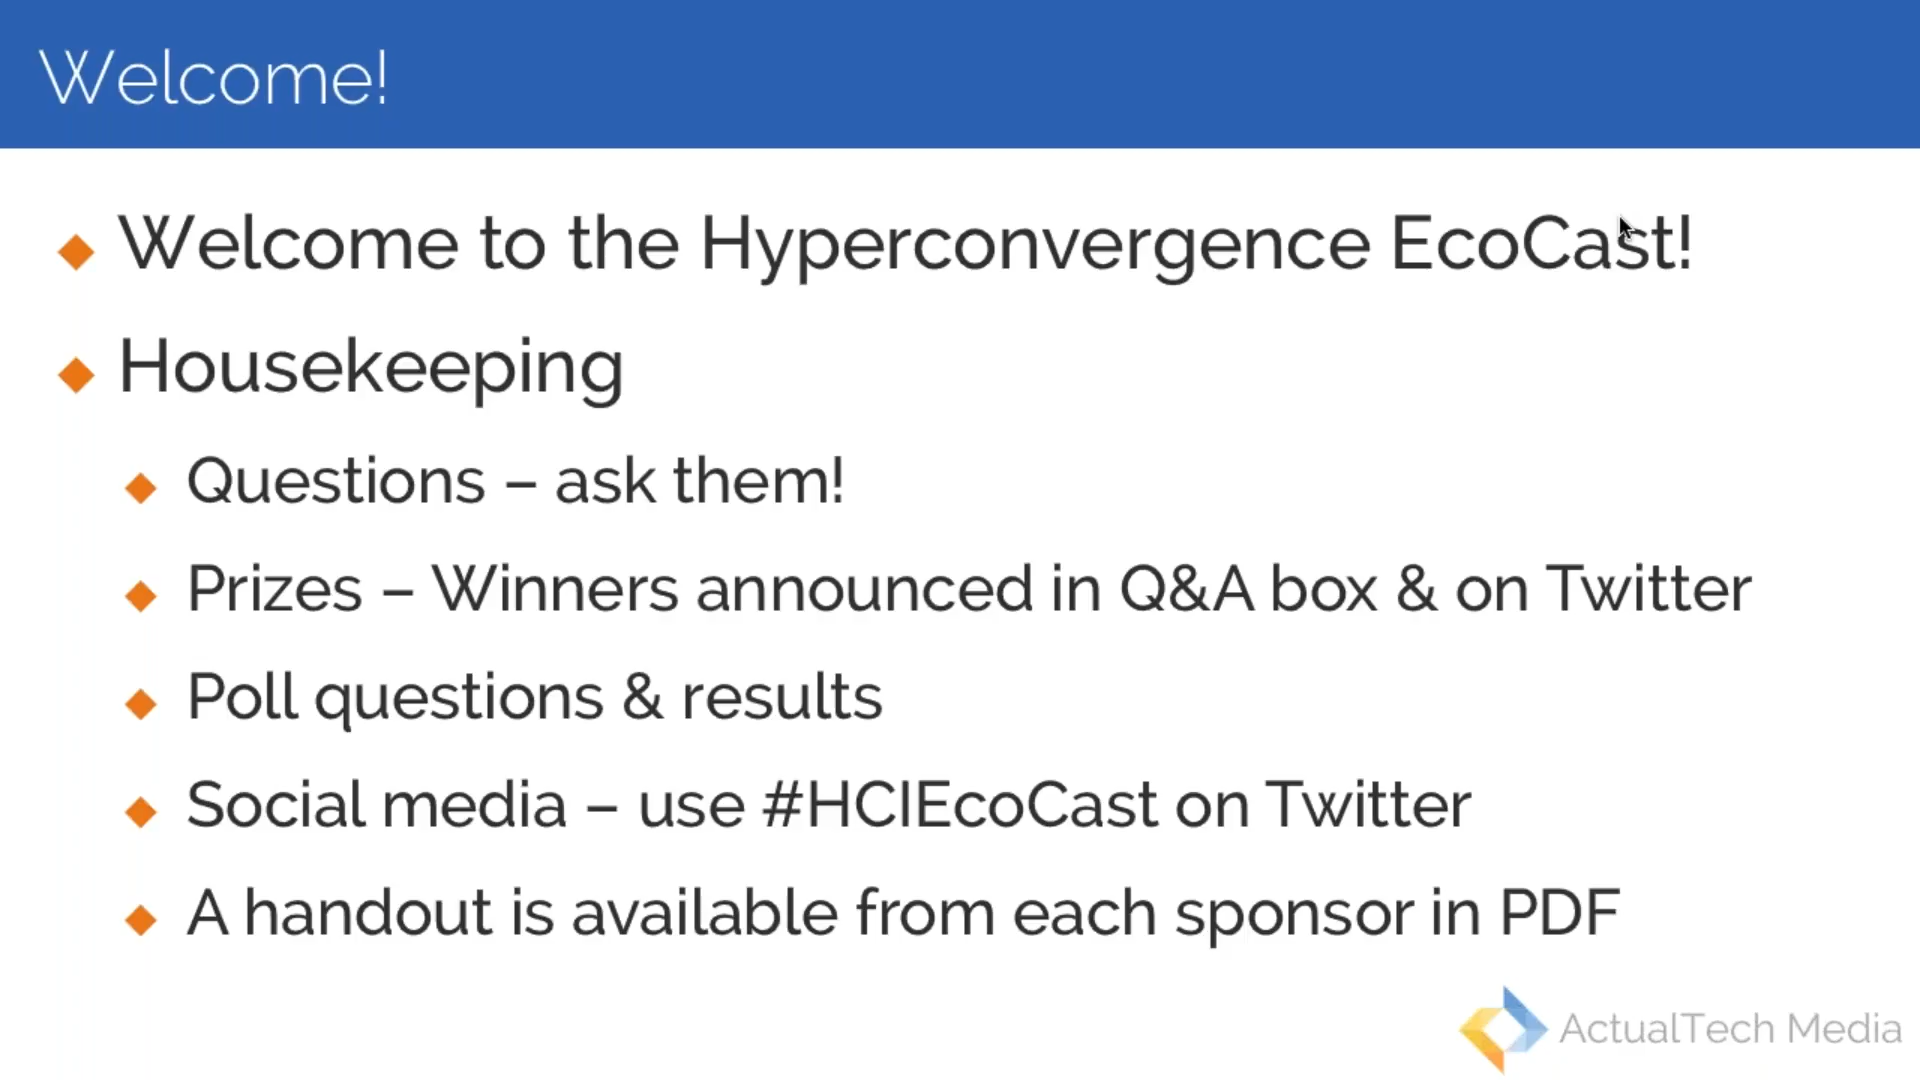 Welcome!
Welcome to the Hyperconvergence EcoCast!
Housekeeping
Questions – ask them!
Prizes – Winners announced in Q&A box & on Twitter
Poll questions & results
Social media – use #HCIEcoCast on Twitter
A handout is available from each sponsor in PDF
ActualTech Media